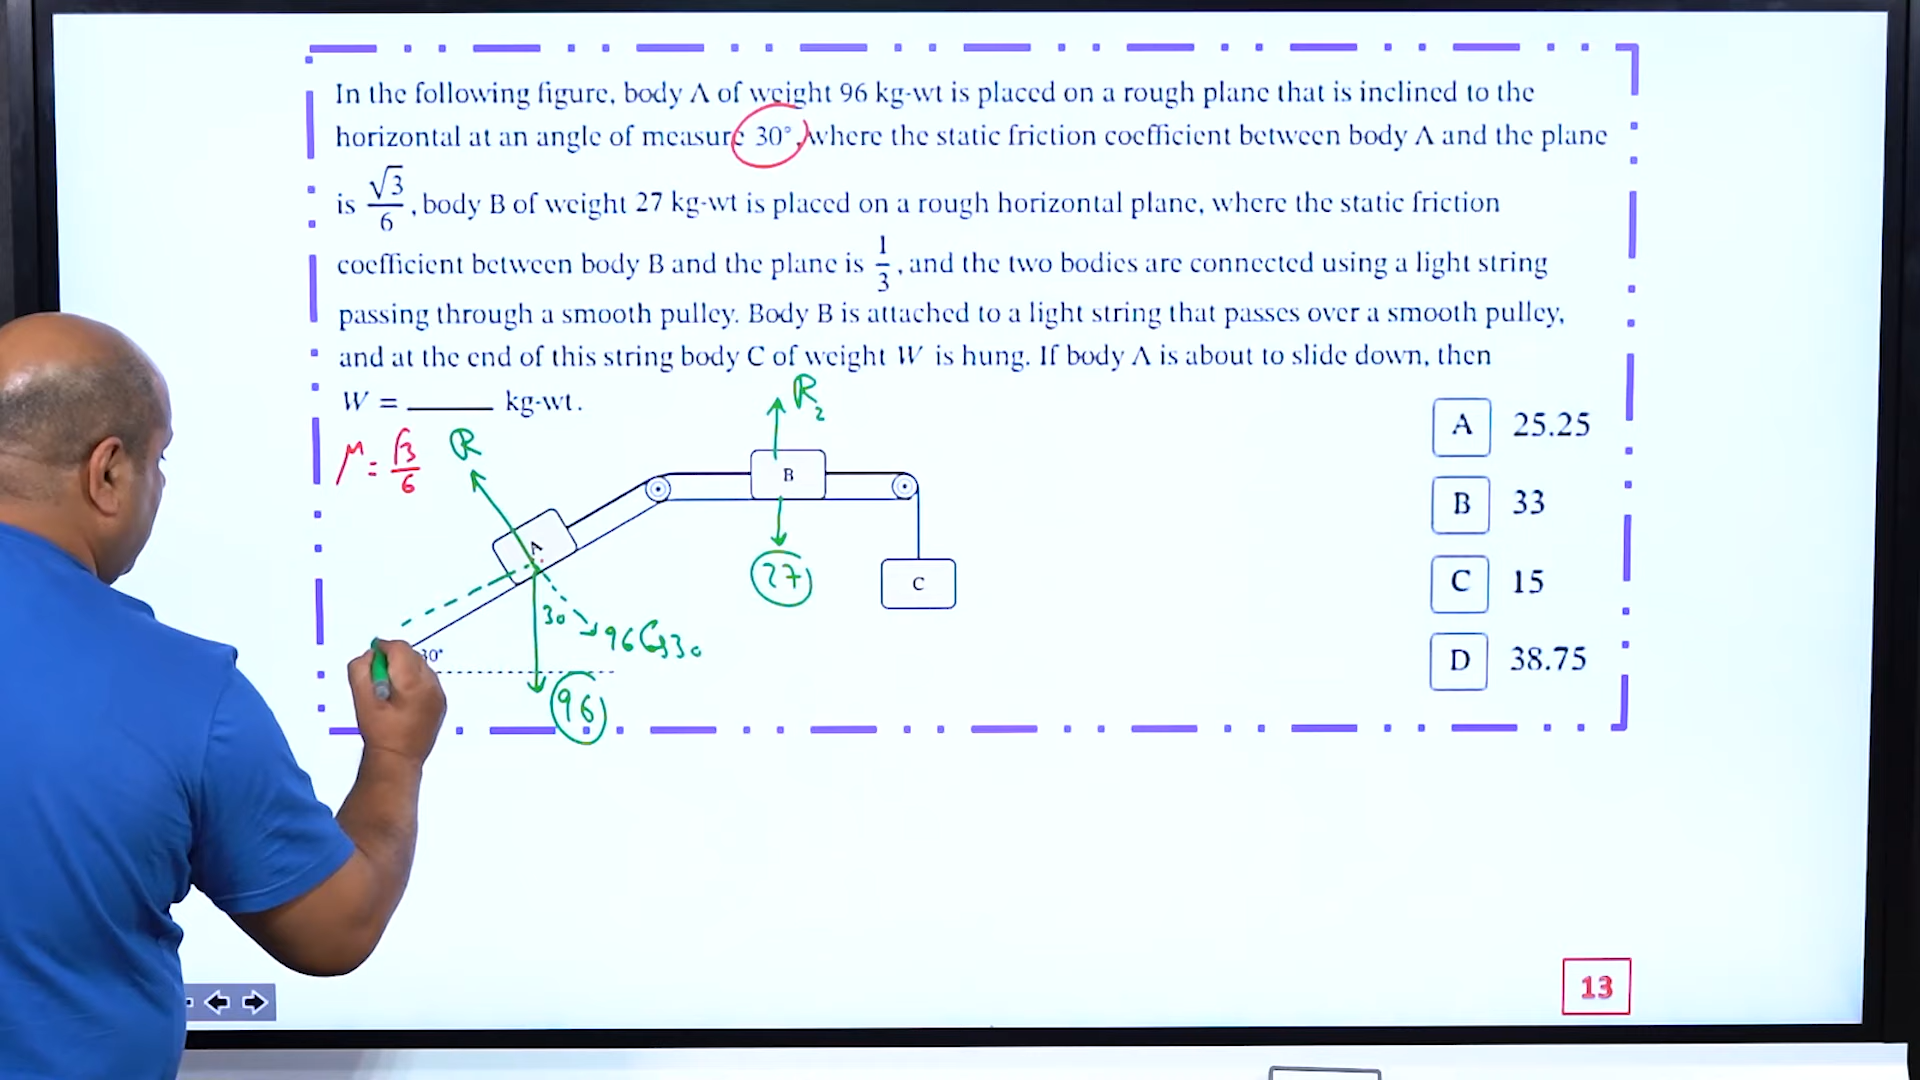 In the following figure, body A of weight 96 kg-wt is placed on a rough plane that is inclined to the
horizontal at an angle of measure 30°, where the static friction coefficient between body A and the plane
is √3/6, body B of weight 27 kg-wt is placed on a rough horizontal plane, where the static friction
coefficient between body B and the plane is 1/3, and the two bodies are connected using a light string
passing through a smooth pulley. Body B is attached to a light string that passes over a smooth pulley,
and at the end of this string body C of weight W is hung. If body A is about to slide down, then
W = ______ kg-wt.
A 25.25
B 33
C 15
D 38.75
μ = √3/6
R
R2
B
A
27
C
30
96 Cos 30
30°
96
13